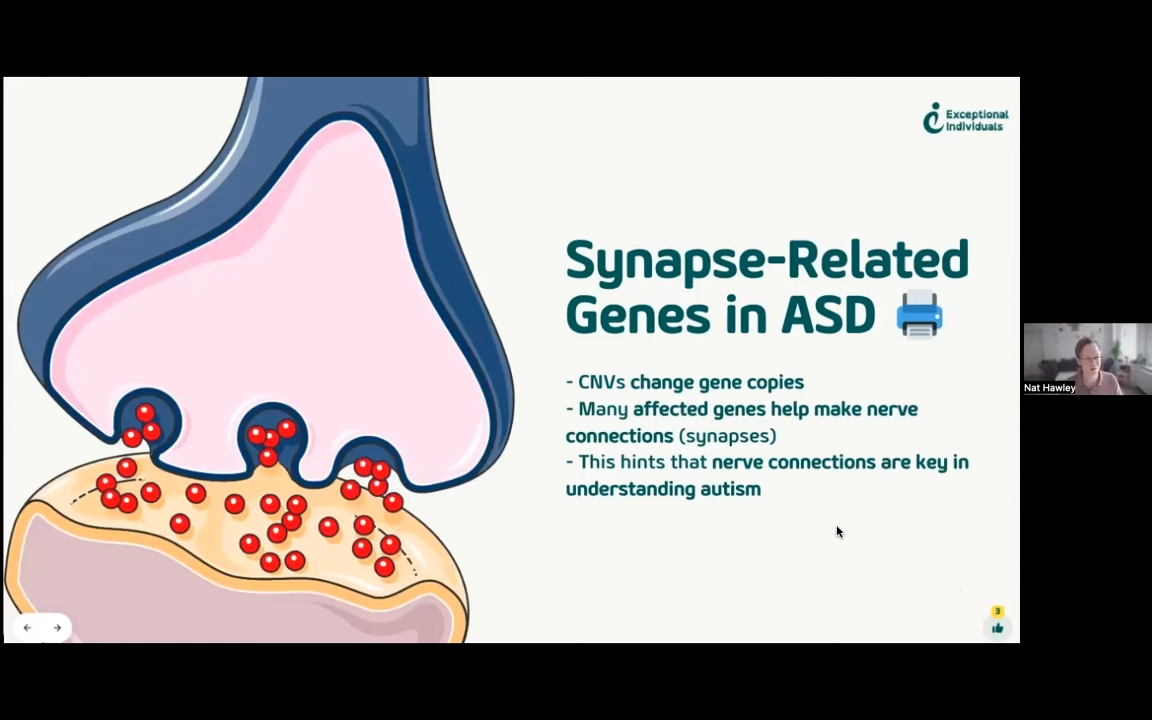 Exceptional
Individuals
Synapse-Related
Genes in ASD
- CNVs change gene copies
- Many affected genes help make nerve
connections (synapses)
- This hints that nerve connections are key in
understanding autism
Nat Hawley
3